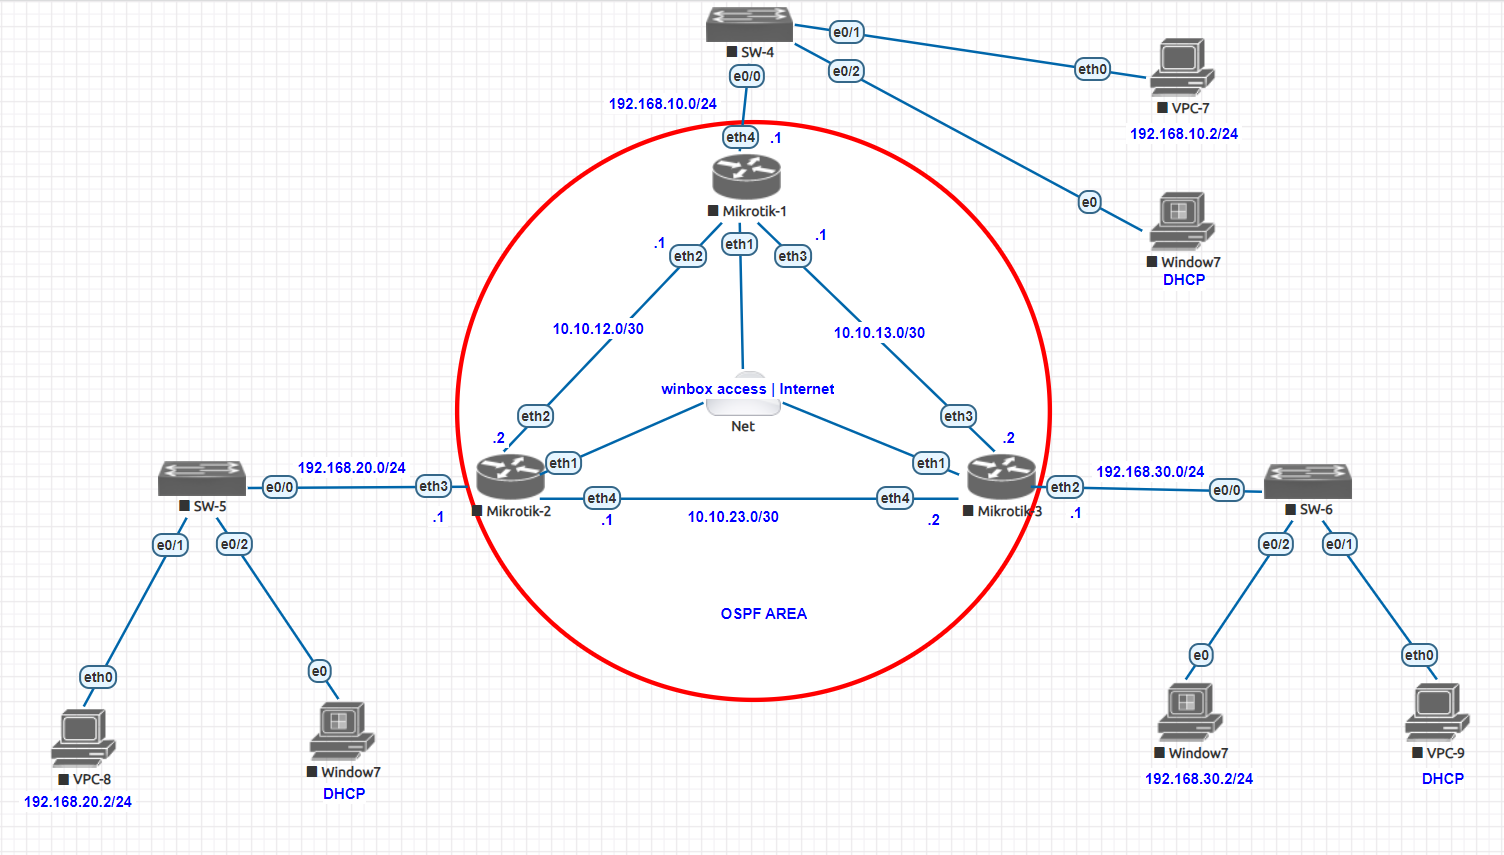 e0/1
SW-4
e0/2
eth0
e0/0
192.168.10.0/24
VPC-7
192.168.10.2/24
eth4
.1
e0
Mikrotik-1
.1
eth2
eth1
eth3
.1
Window7
DHCP
10.10.12.0/30
10.10.13.0/30
winbox access | Internet
Net
eth2
eth3
.2
.2
eth1
eth1
192.168.20.0/24
192.168.30.0/24
SW-5
e0/0
eth3
.1
Mikrotik-2
eth4
.1
10.10.23.0/30
eth4
.2
Mikrotik-3
eth2
.1
e0/0
SW-6
e0/1
e0/2
e0/2
e0/1
OSPF AREA
eth0
e0
e0
eth0
VPC-8
192.168.20.2/24
Window7
DHCP
Window7
192.168.30.2/24
VPC-9
DHCP